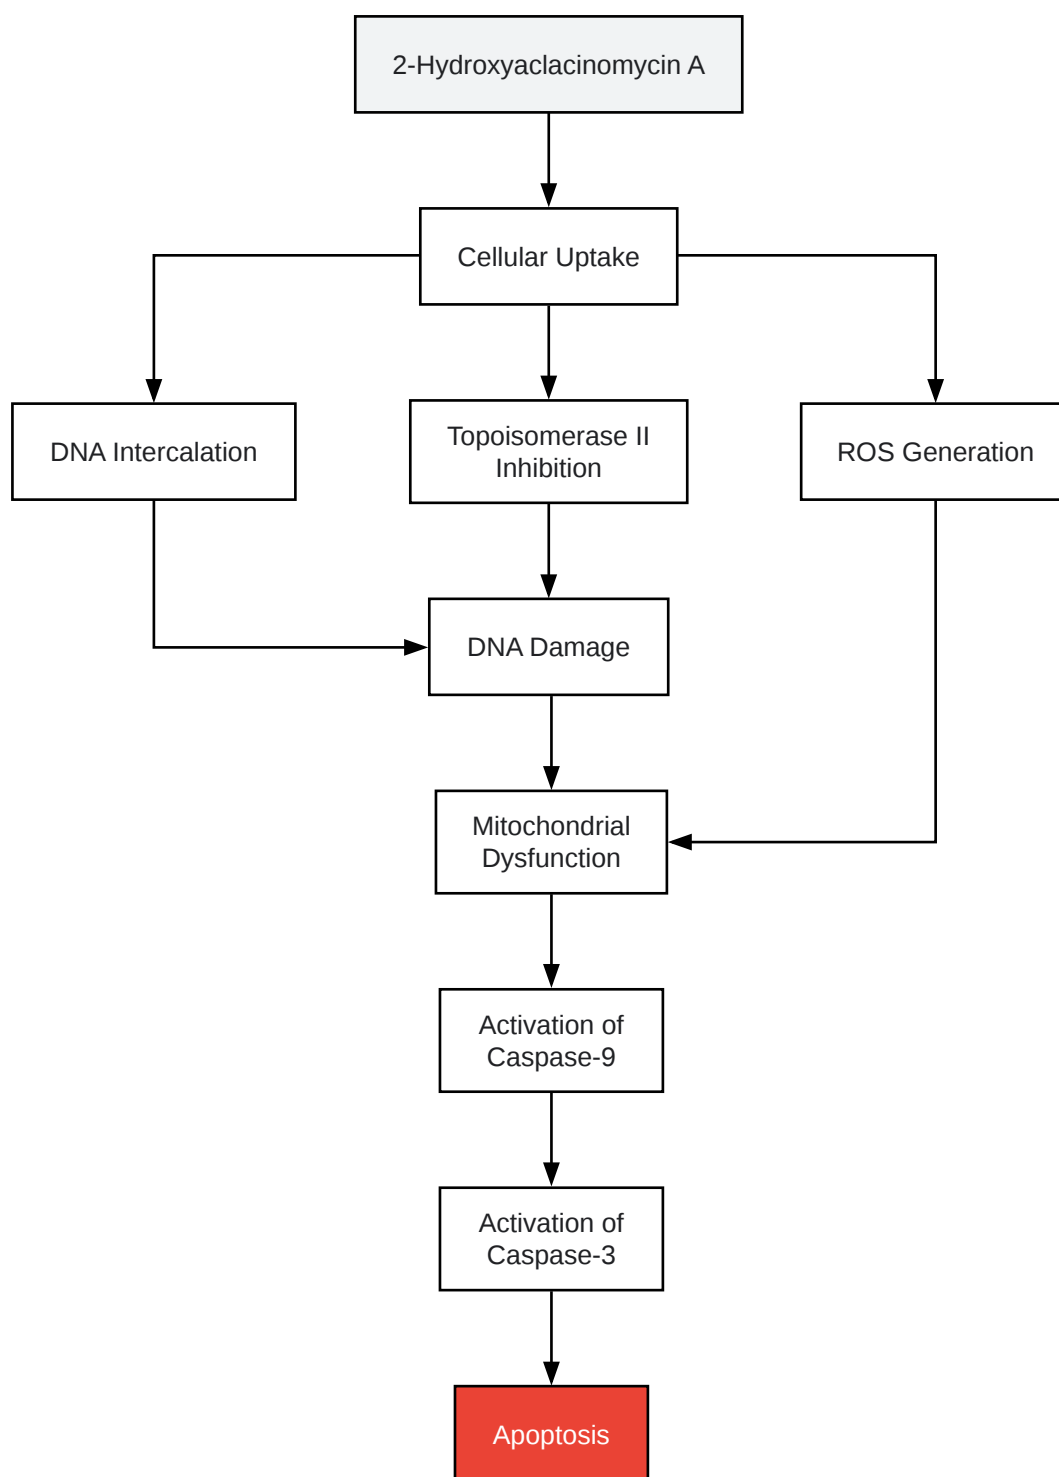 2-Hydroxyaclacinomycin A
Cellular Uptake
DNA Intercalation
Topoisomerase II
Inhibition
ROS Generation
DNA Damage
Mitochondrial
Dysfunction
Activation of
Caspase-9
Activation of
Caspase-3
Apoptosis